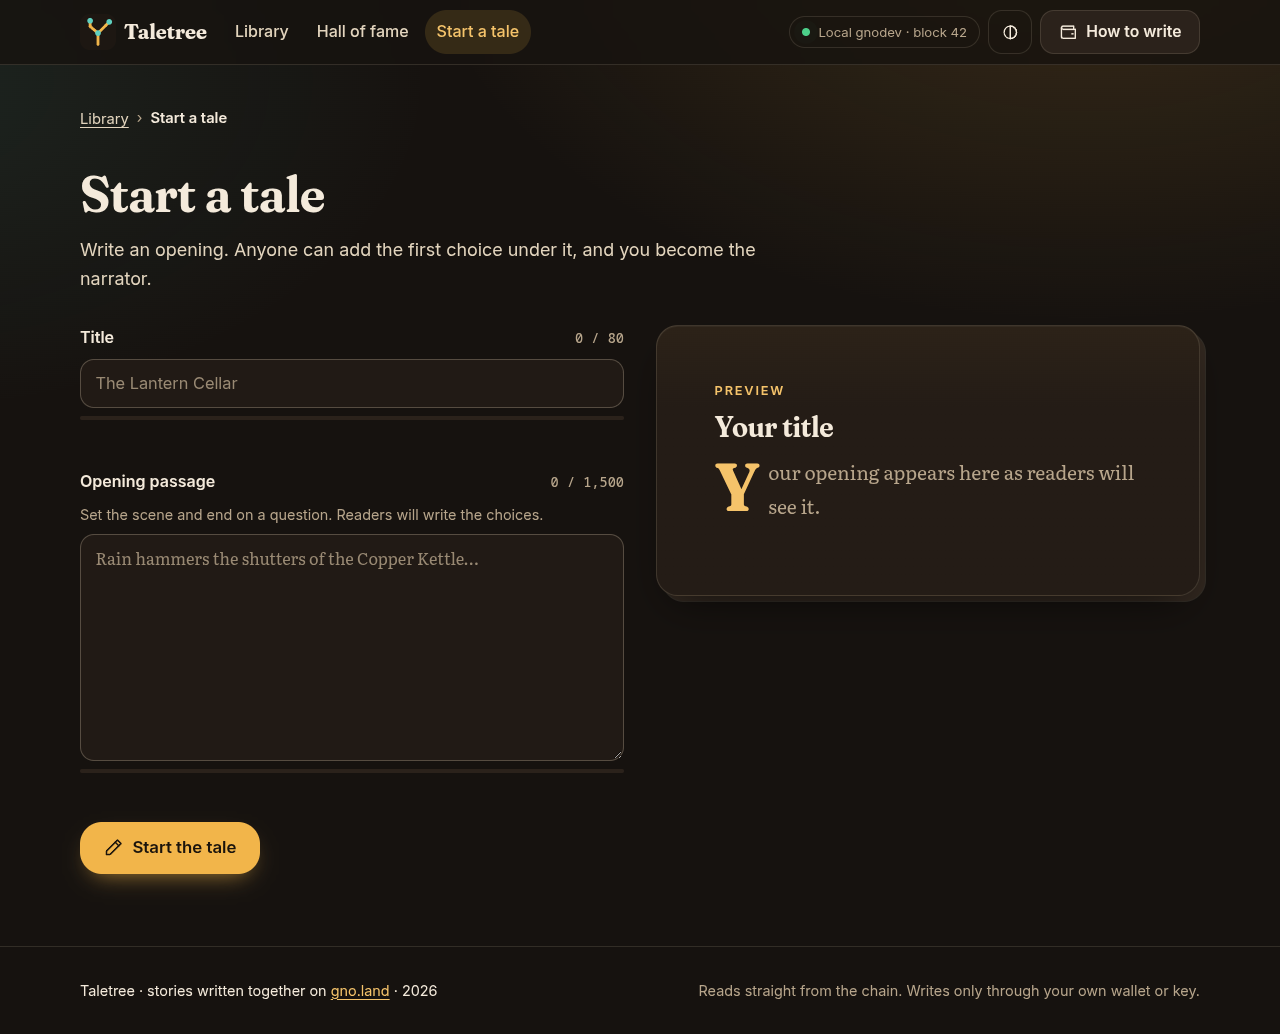 Taletree
Library
Hall of fame
Start a tale
Local gnodev · block 42
How to write
Library › Start a tale
Start a tale
Write an opening. Anyone can add the first choice under it, and you become the
narrator.
Title
0 / 80
The Lantern Cellar
Opening passage
0 / 1,500
Set the scene and end on a question. Readers will write the choices.
Rain hammers the shutters of the Copper Kettle…
Start the tale
PREVIEW
Your title
Your opening appears here as readers will
see it.
Taletree · stories written together on gno.land · 2026
Reads straight from the chain. Writes only through your own wallet or key.